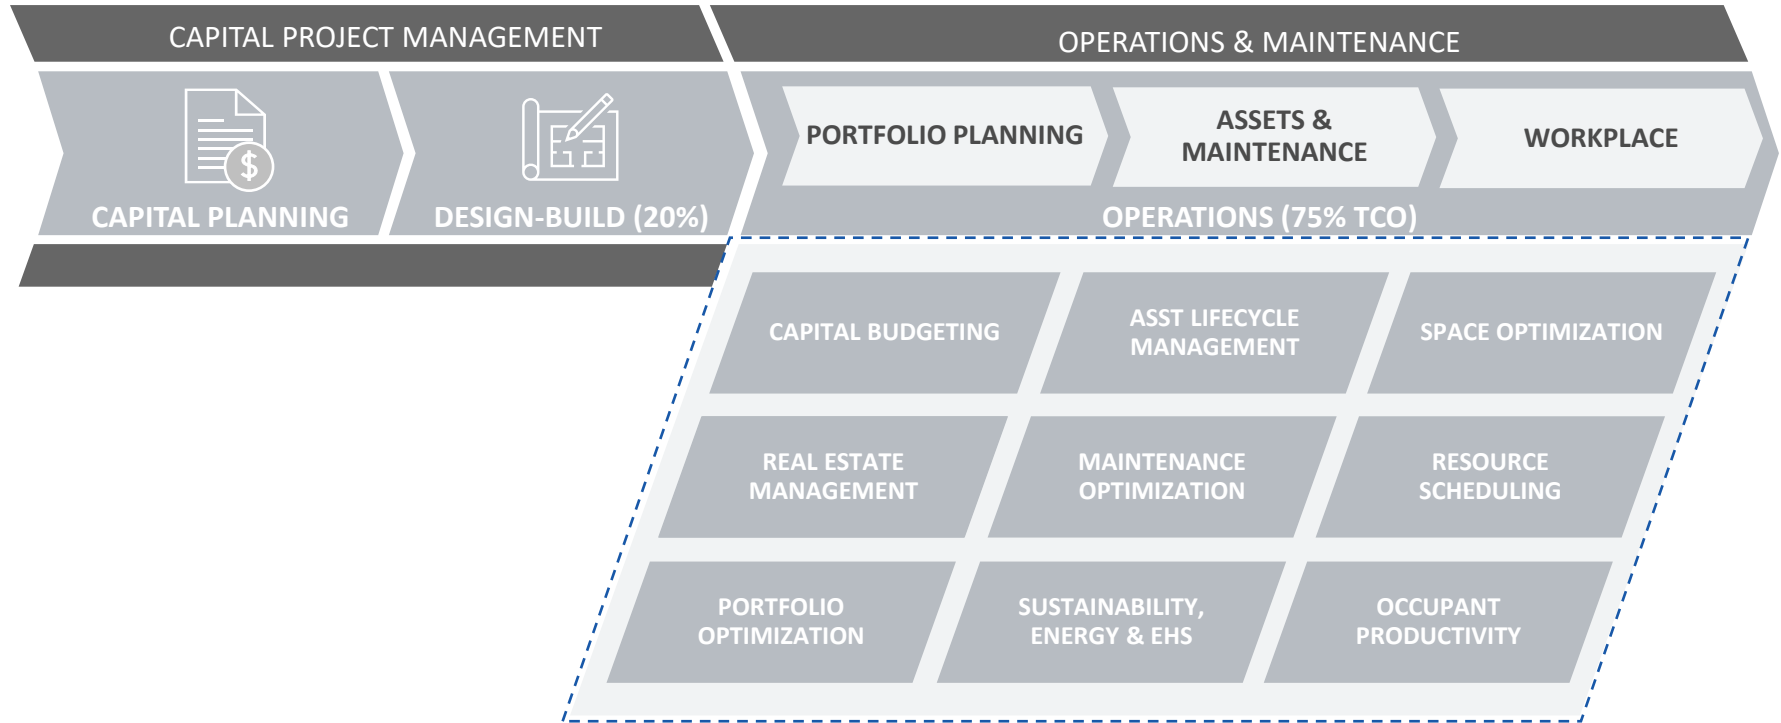 CAPITAL PROJECT MANAGEMENT
OPERATIONS & MAINTENANCE
$
CAPITAL PLANNING
DESIGN-BUILD (20%)
PORTFOLIO PLANNING
ASSETS &
MAINTENANCE
WORKPLACE
OPERATIONS (75% TCO)
CAPITAL BUDGETING
ASST LIFECYCLE
MANAGEMENT
SPACE OPTIMIZATION
REAL ESTATE
MANAGEMENT
MAINTENANCE
OPTIMIZATION
RESOURCE
SCHEDULING
PORTFOLIO
OPTIMIZATION
SUSTAINABILITY,
ENERGY & EHS
OCCUPANT
PRODUCTIVITY